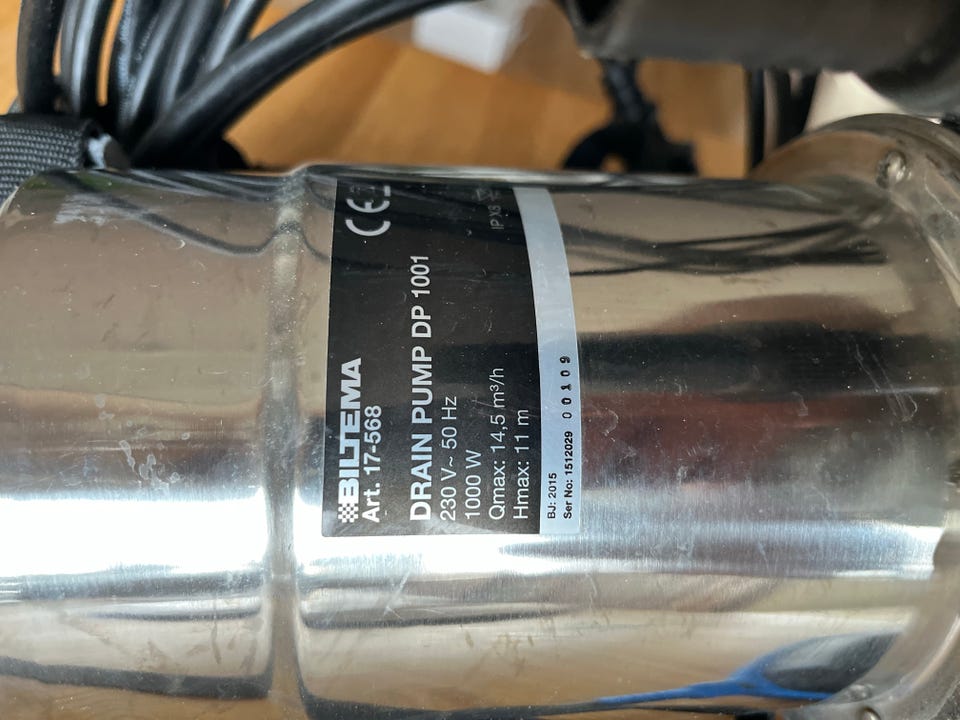 BILTEMA
Art. 17-568
CE
DRAIN PUMP DP 1001
230 V~ 50 Hz
1000 W
Qmax: 14,5 m³/h
Hmax: 11 m
IPX8
BJ: 2015
Ser No: 1512029 00109